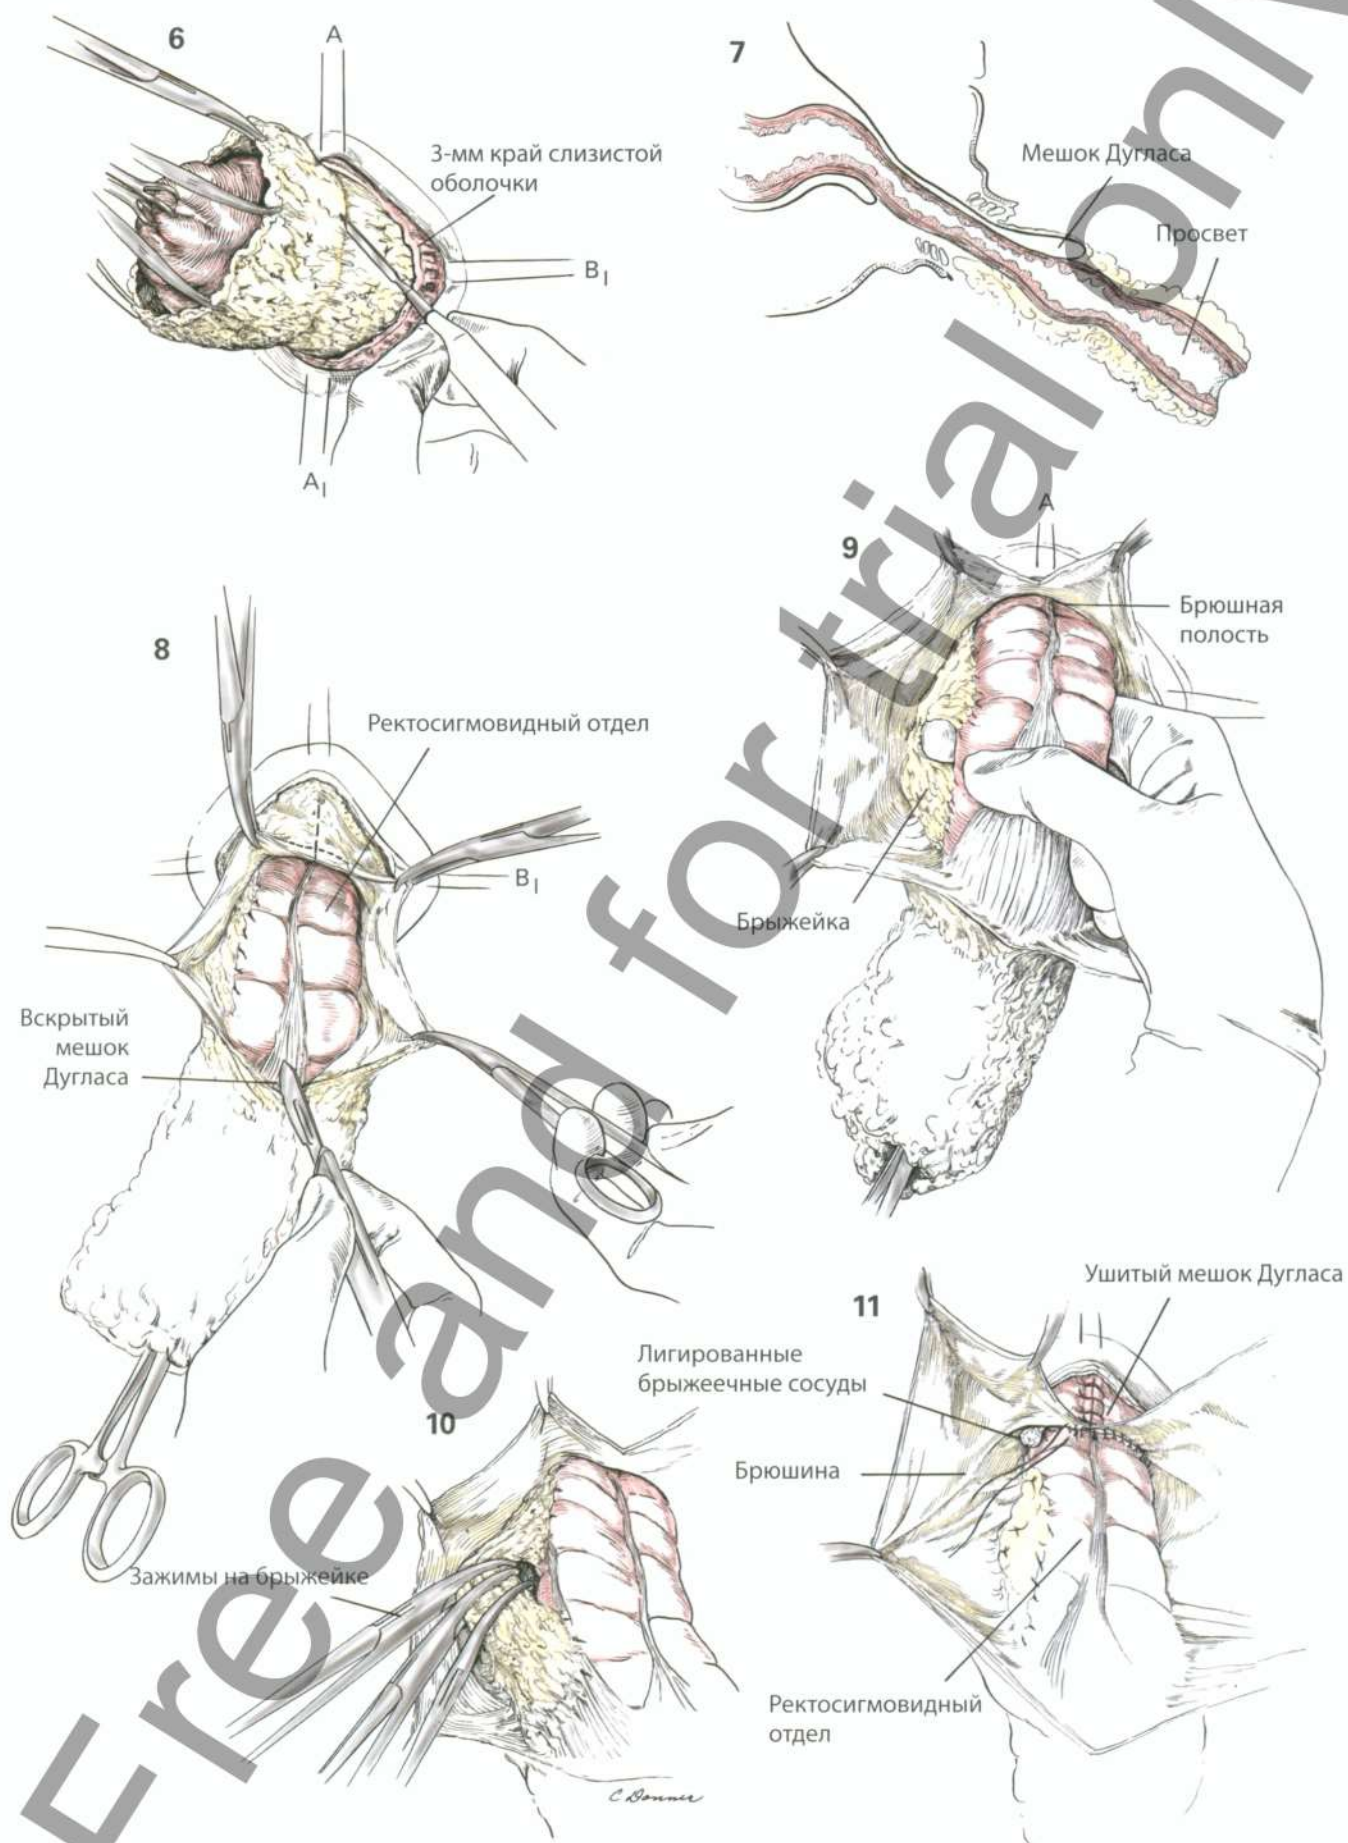 6
A
3-мм край слизистой
оболочки
B1
A1
7
Мешок Дугласа
Просвет
8
Ректосигмовидный отдел
B1
Вскрытый
мешок
Дугласа
9
A
Брюшная
полость
Брыжейка
10
Зажимы на брыжейке
11
Ушитый мешок Дугласа
Лигированные
брыжеечные сосуды
Брюшина
Ректосигмовидный
отдел
C Donner
Free and for trial only